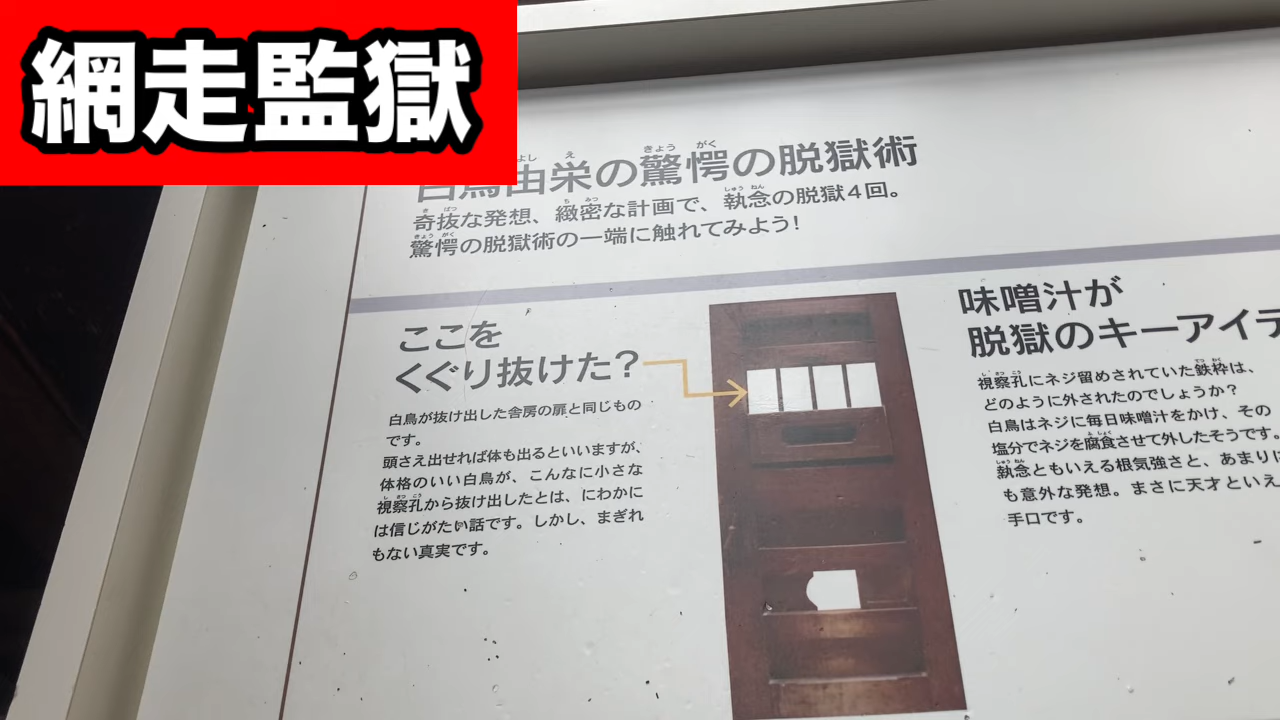 網走監獄
白鳥由栄の驚愕の脱獄術
奇抜な発想、緻密な計画で、執念の脱獄4回。
驚愕の脱獄術の一端に触れてみよう!
ここを
くぐり抜けた?
白鳥が抜け出した舎房の扉と同じもの
です。
頭さえ出せれば体も出るといいますが、
体格のいい白鳥が、こんなに小さな
視察孔から抜け出したとは、にわかに
は信じがたい話です。しかし、まぎれ
もない真実です。
味噌汁が
脱獄のキーアイテ
視察孔にネジ留めされていた鉄枠は、
どのように外されたのでしょうか?
白鳥はネジに毎日味噌汁をかけ、その
塩分でネジを腐食させて外したそうです。
執念ともいえる根気強さと、あまりに
も意外な発想。まさに天才といえ
手口です。